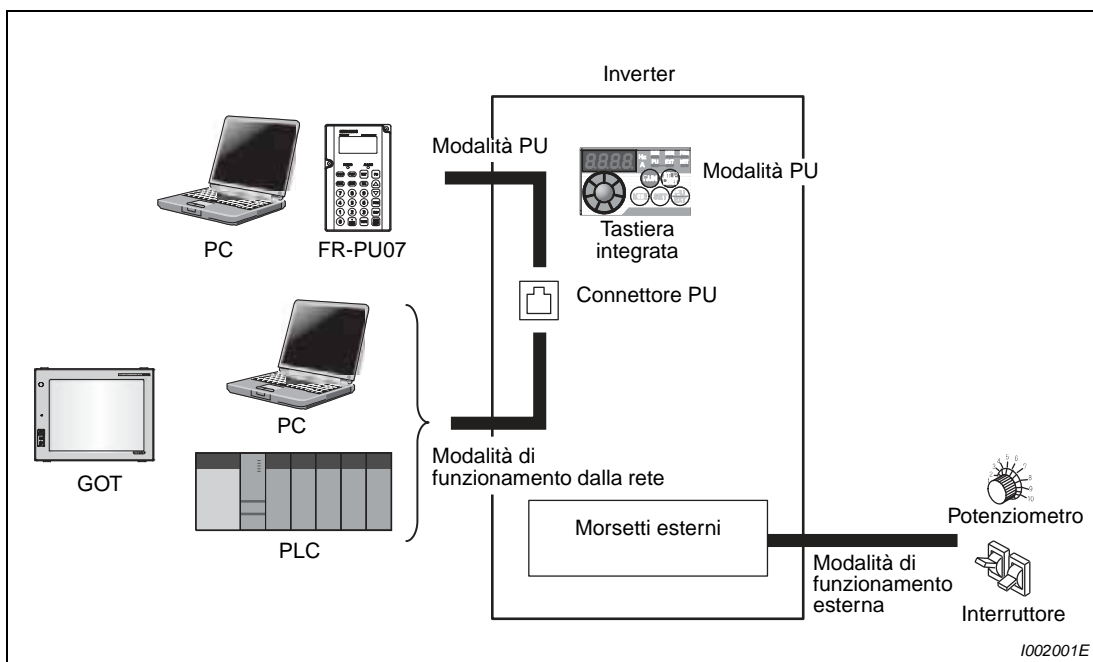 Inverter
Modalità PU
Modalità PU
Tastiera
integrata
PC
FR-PU07
Connettore PU
PC
GOT
PLC
Modalità di
funzionamento dalla rete
Morsetti esterni
Modalità di
funzionamento
esterna
Potenziometro
Interruttore
I002001E